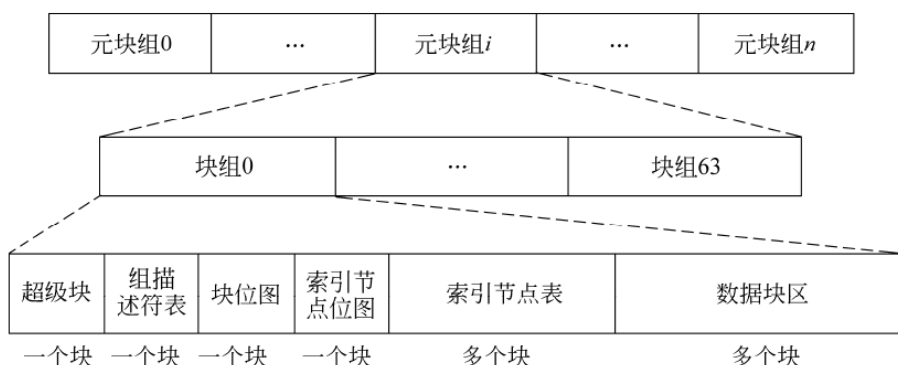 元块组0 ... 元块组i ... 元块组n
块组0 ... 块组63
超级块 组描述符表 块位图 索引节点位图 索引节点表 数据块区
一个块 一个块 一个块 一个块 多个块 多个块